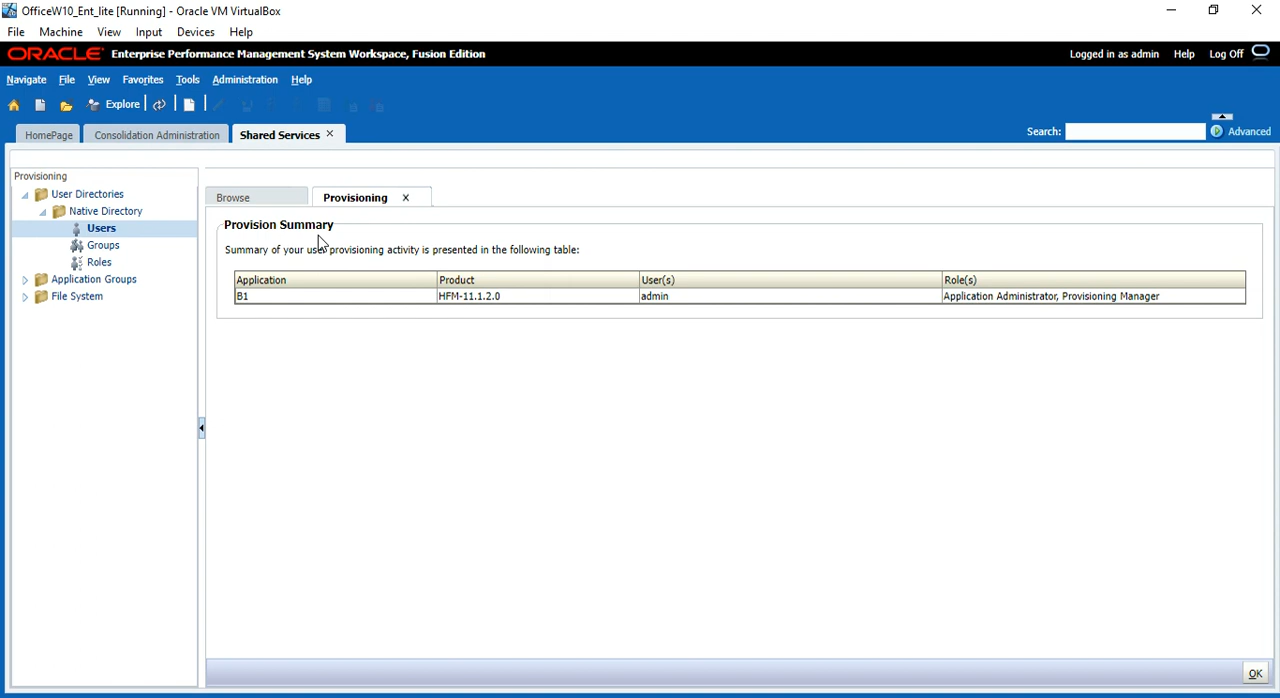 OfficeW10_Ent_lite [Running] - Oracle VM VirtualBox
File Machine View Input Devices Help
ORACLE Enterprise Performance Management System Workspace, Fusion Edition Logged in as admin Help Log Off
Navigate File View Favorites Tools Administration Help
Explore
HomePage Consolidation Administration Shared Services Search: Advanced
Provisioning
User Directories
Native Directory
Users
Groups
Roles
Application Groups
File System
Browse Provisioning X
Provision Summary
Summary of your user provisioning activity is presented in the following table:
Application Product User(s) Role(s)
B1 HFM-11.1.2.0 admin Application Administrator, Provisioning Manager
OK